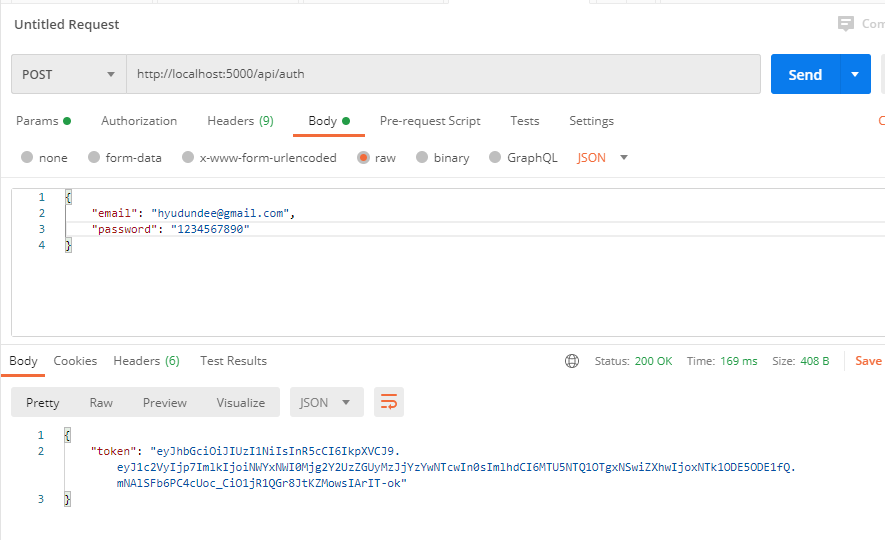 Untitled Request
Com
POST http://localhost:5000/api/auth Send
Params Authorization Headers (9) Body Pre-request Script Tests Settings C
none form-data x-www-form-urlencoded raw binary GraphQL JSON
1 {
2 "email": "hyudundee@gmail.com",
3 "password": "1234567890"
4 }
Body Cookies Headers (6) Test Results Status: 200 OK Time: 169 ms Size: 408 B Save
Pretty Raw Preview Visualize JSON
1 {
2 "token": "eyJhbGciOiJIUzI1NiIsInR5cCI6IkpXVCJ9.
eyJ1c2VyIjp7ImlkIjoiNWYxNWI0Mjg2Y2UzZGUyMzJjYzYwNTcwIn0sImlhdCI6MTU5NTQ1OTgxNSwiZXhwIjoxNTk1ODE5ODE1fQ.
mNAlSFb6PC4cUoc_CiO1jR1QGr8JtKZMowsIArIT-ok"
3 }